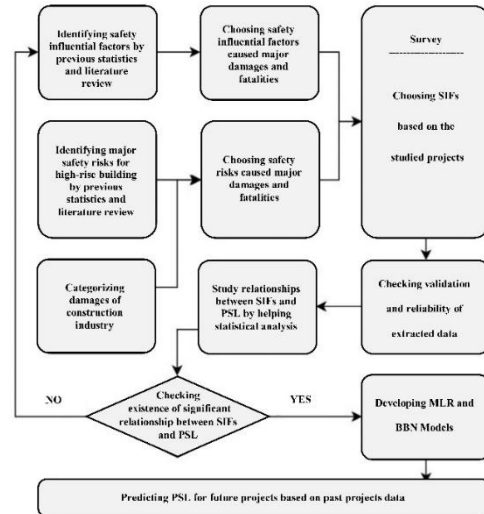 Identifying safety
influential factors by
previous statistics
and literature
review
Choosing safety
influential factors
caused major
damages and
fatalities
Survey
Choosing SIFs
based on the
studied projects
Identifying major
safety risks for
high-rise building
by previous
statistics and
literature review
Choosing safety
risks caused major
damages and
fatalities
Categorizing
damages of
construction
industry
Study relationships
between SIFs and
PSL by helping
statistical analysis
Checking
validation
and reliability of
extracted data
NO
Checking
existence of significant
relationship between SIFs
and PSL
YES
Developing MLR and
BBN Models
Predicting PSL for future projects based on past projects data